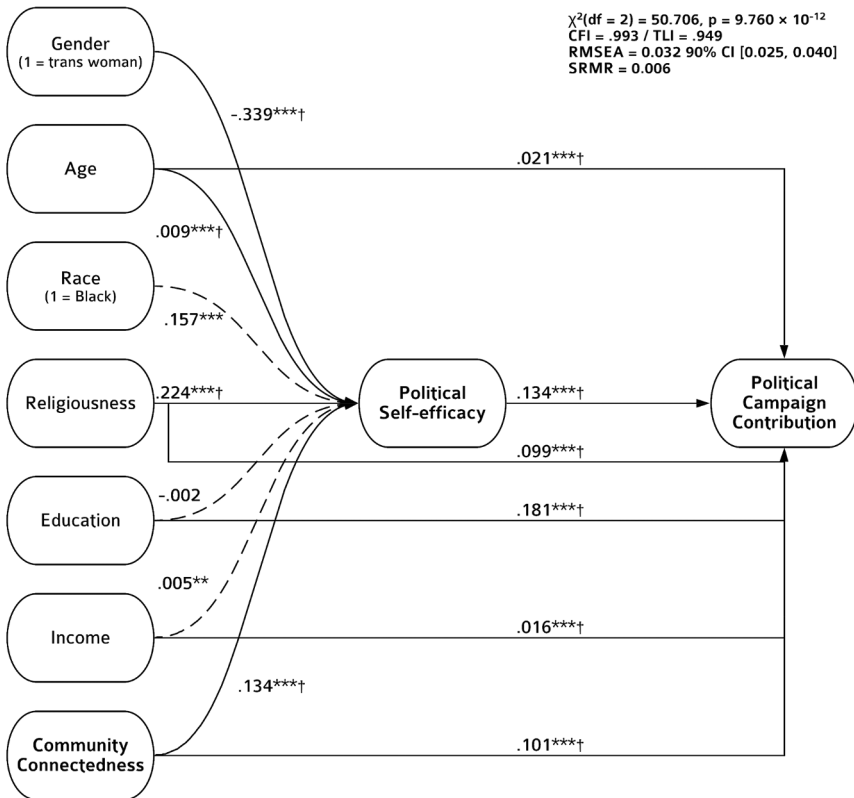 χ²(df = 2) = 50.706, p = 9.760 × 10⁻¹²
CFI = .993 / TLI = .949
RMSEA = 0.032 90% CI [0.025, 0.040]
SRMR = 0.006
Gender
(1 = trans woman)
-.339***†
Age
.021***†
.009***†
Race
(1 = Black)
.157***
Religiousness
.224***†
Political
Self-efficacy
.134***†
Political
Campaign
Contribution
.099***†
Education
-.002
.181***†
Income
.005**
.016***†
Community
Connectedness
.134***†
.101***†